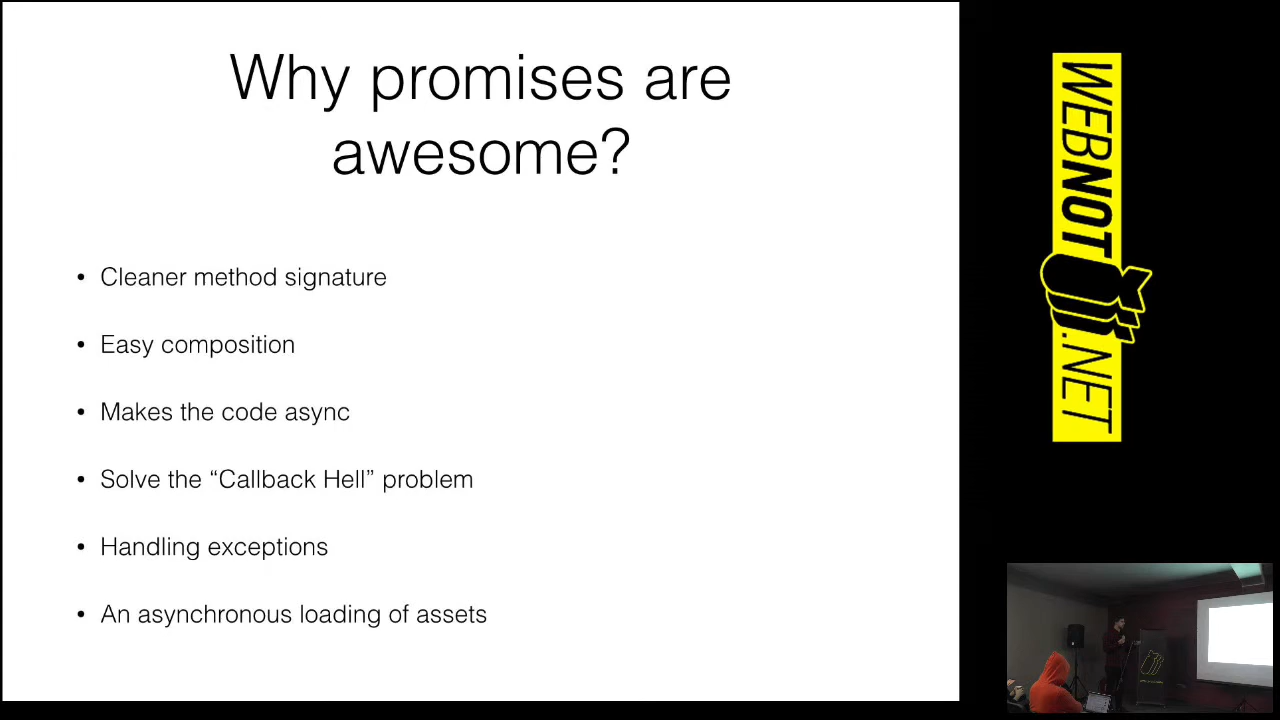 Why promises are
awesome?
• Cleaner method signature
• Easy composition
• Makes the code async
• Solve the “Callback Hell” problem
• Handling exceptions
• An asynchronous loading of assets
WEBNOT
.NET